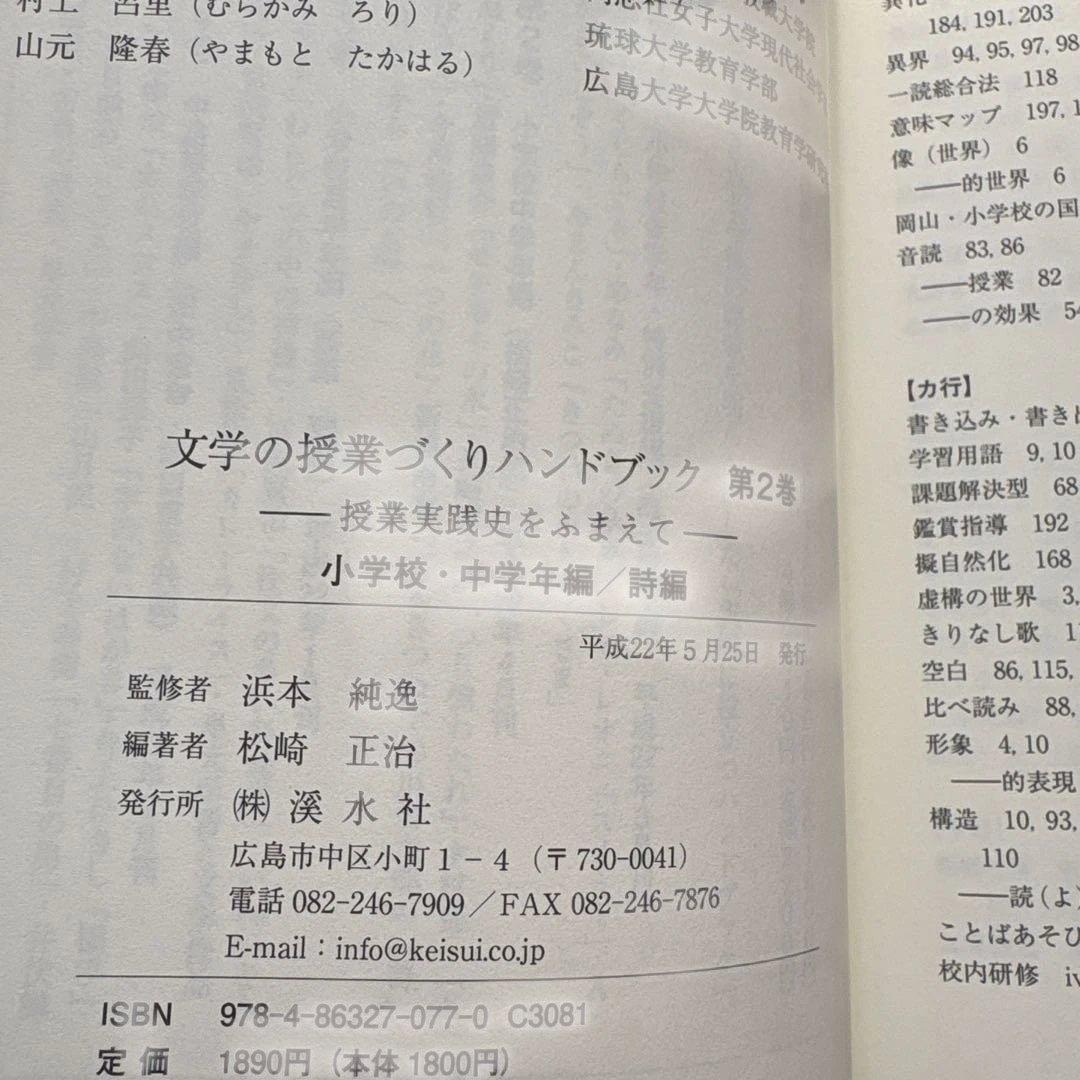 村上　呂里（むらかみ　ろり）
山元　隆春（やまもと　たかはる）
琉球大学教育学部
広島大学大学院教育学研究
文学の授業づくりハンドブック　第2巻
──授業実践史をふまえて──
小学校・中学年編／詩編
平成22年5月25日　発行
監修者　浜本　純逸
編著者　松崎　正治
発行所　㈱ 溪水社
広島市中区小町1－4（〒730-0041）
電話 082-246-7909／FAX 082-246-7876
E-mail：info@keisui.co.jp
ISBN　978-4-86327-077-0 C3081
定価　1890円（本体 1800円）
184, 191, 203
異界　94, 95, 97, 98
一読総合法　118
意味マップ　197,
像（世界）　6
──的世界　6
岡山・小学校の国
音読　83, 86
──授業　82
──の効果　54
【カ行】
書き込み・書き
学習用語　9, 10
課題解決型　68
鑑賞指導　192
擬自然化　168
虚構の世界　3,
きりなし歌
空白　86, 115,
比べ読み　88,
形象　4, 10
──的表現
構造　10, 93,
110
──読（よ）
ことばあそび
校内研修